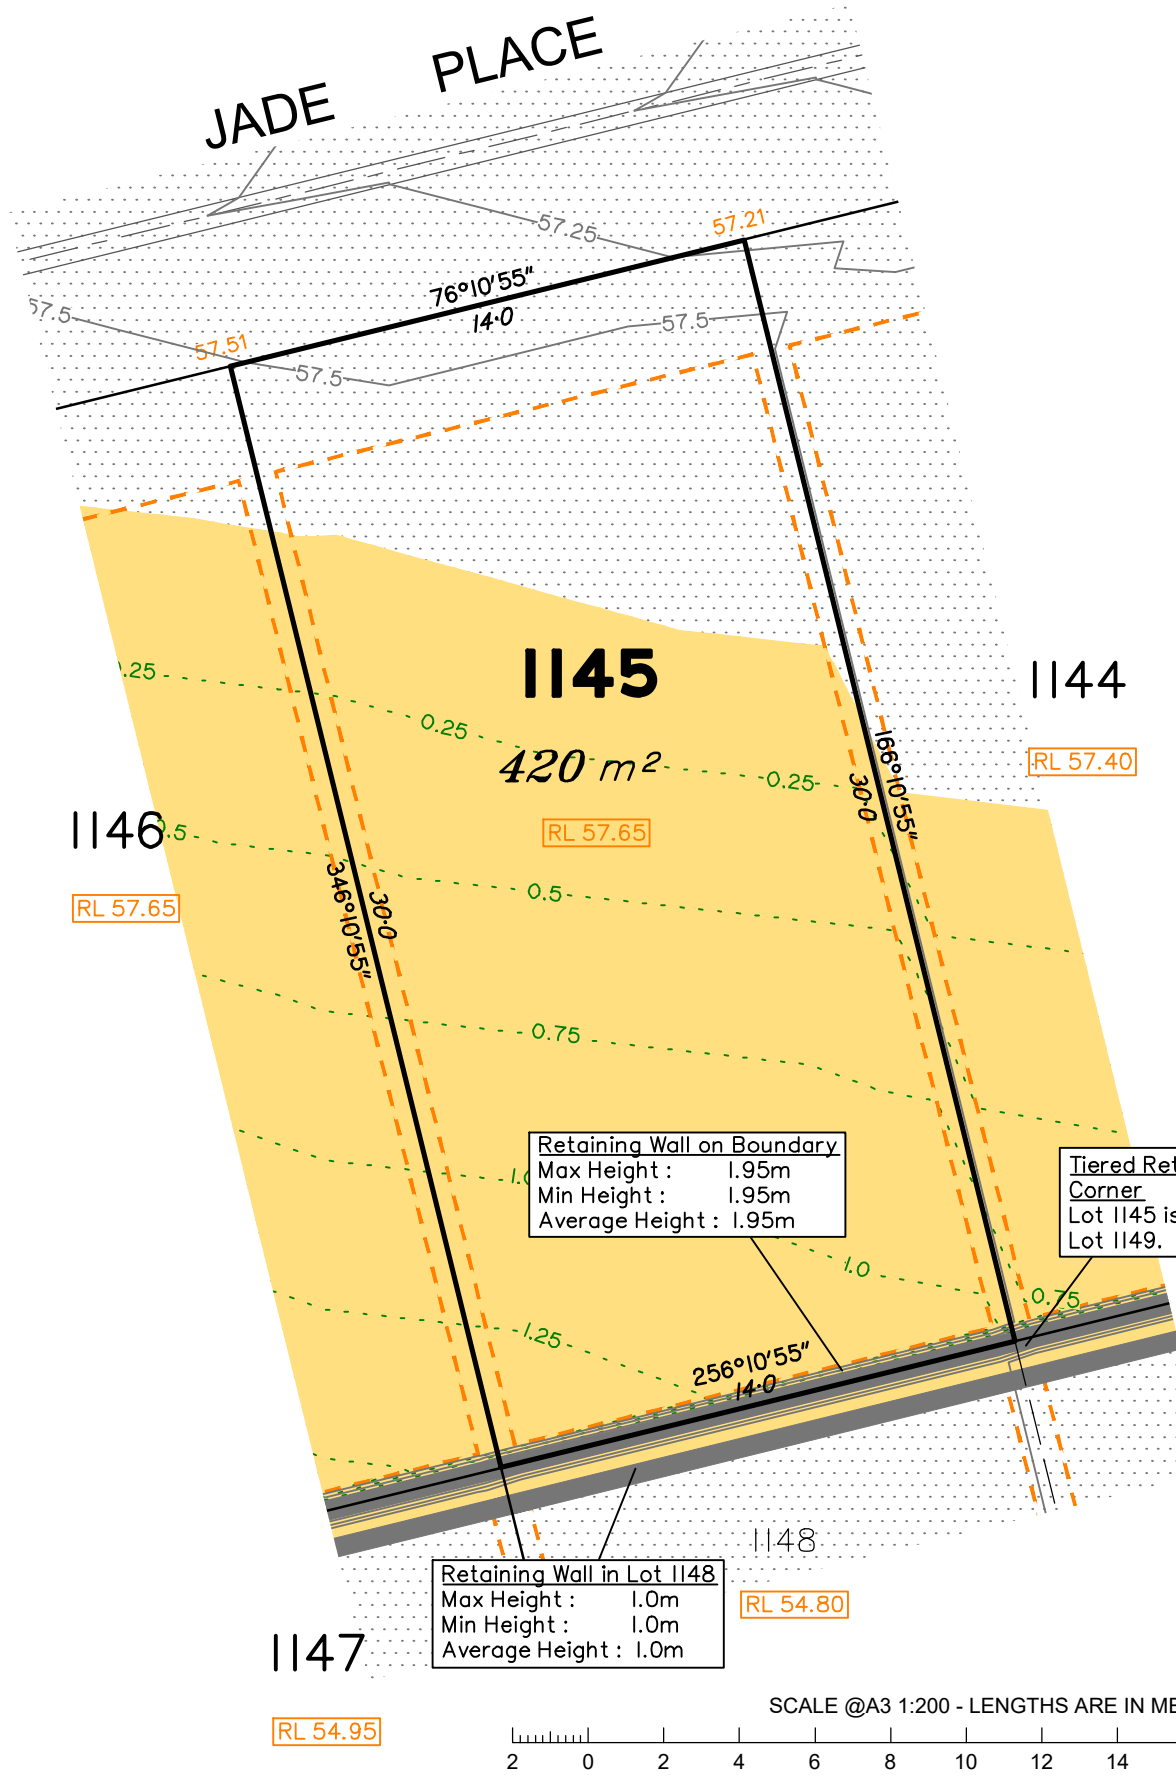 JADE PLACE
57.25
57.21
76°10'55"
14·0
57.5
57.51
57.5
57.5
1145
420 m²
RL 57.65
1144
RL 57.40
1146
RL 57.65
.25
0.25
0.25
166°10'55"
30·0
0.5
0.5
346°10'55"
30·0
0.75
1.0
1.0
0.75
1.25
Retaining Wall on Boundary
Max Height : 1.95m
Min Height : 1.95m
Average Height : 1.95m
Corner
Lot 1145 is
Lot 1149.
256°10'55"
14·0
1148
RL 54.80
Retaining Wall in Lot 1148
Max Height : 1.0m
Min Height : 1.0m
Average Height : 1.0m
1147
RL 54.95
SCALE @A3 1:200 - LENGTHS ARE IN
2 0 2 4 6 8 10 12 14